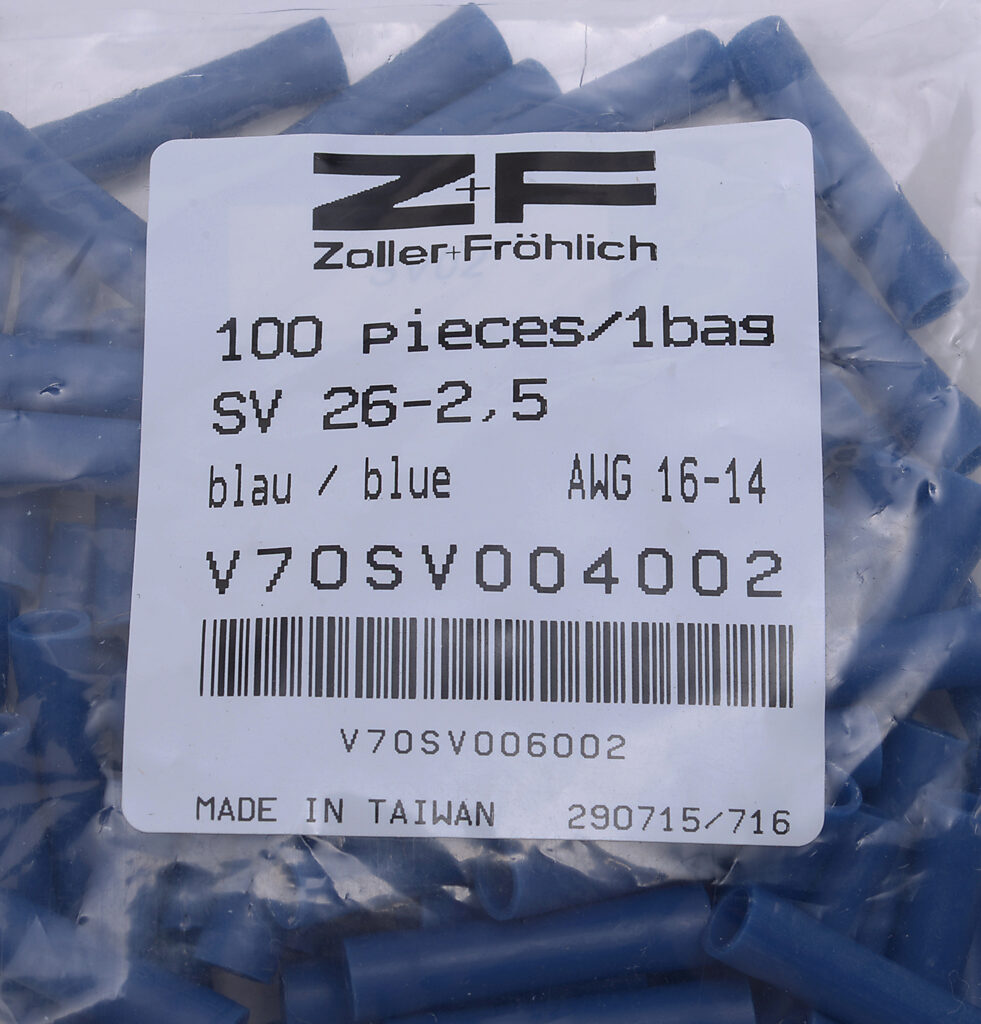 Z+F
Zoller+Fröhlich
100 pieces/1bag
SV 26-2,5
blau / blue AWG 16-14
V70SV004002
V70SV006002
MADE IN TAIWAN 290715/716